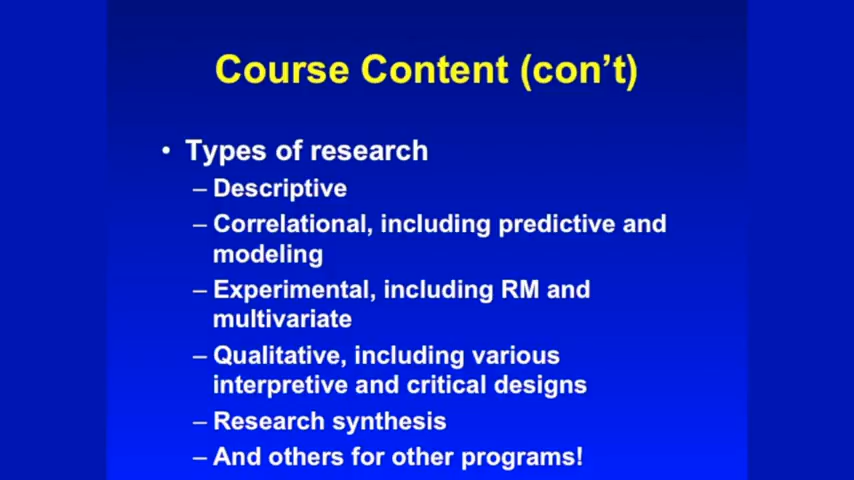 Course Content (con’t)
• Types of research
– Descriptive
– Correlational, including predictive and
modeling
– Experimental, including RM and
multivariate
– Qualitative, including various
interpretive and critical designs
– Research synthesis
– And others for other programs!